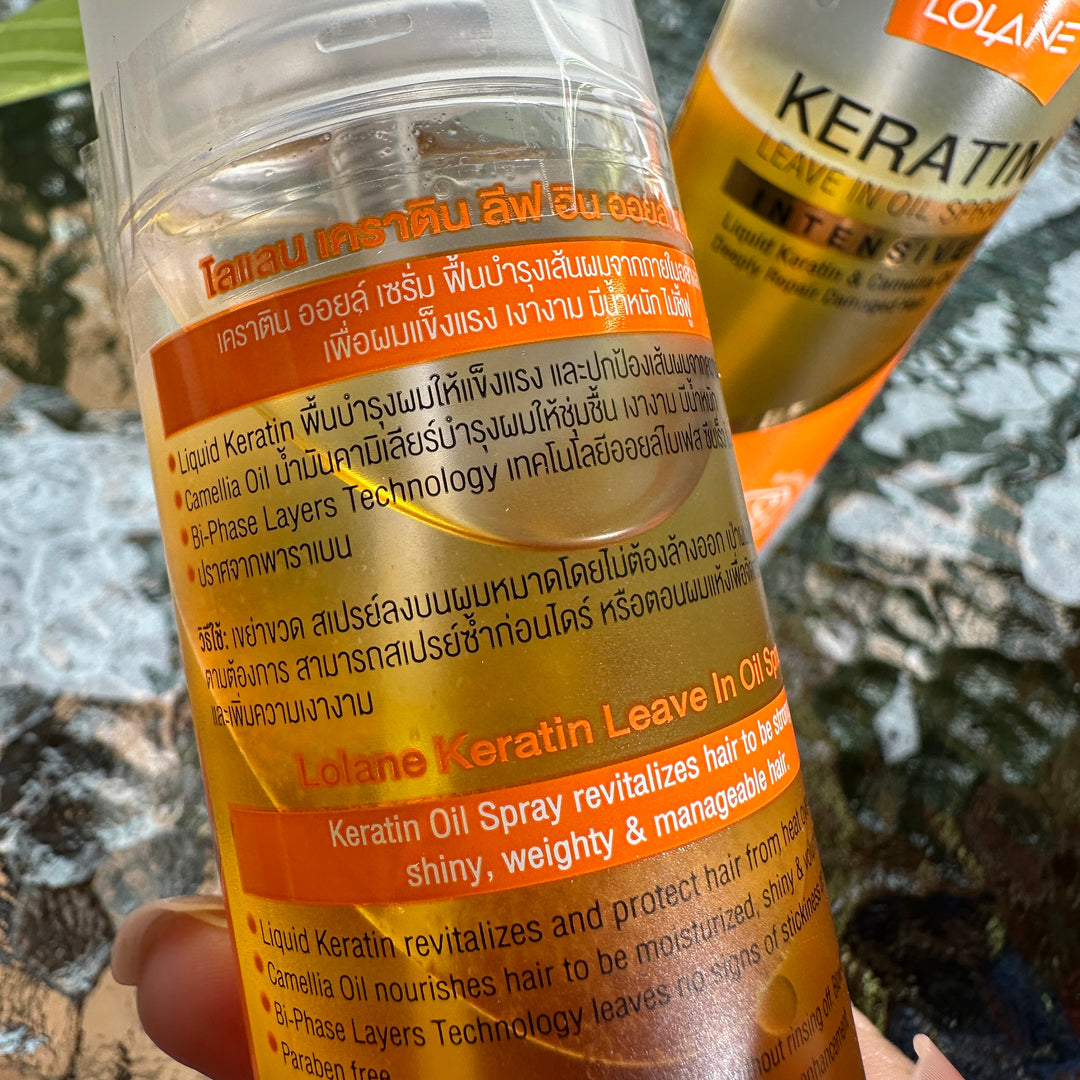 โลแลน เคราติน ลีฟ อิน ออยล์
เคราติน ออยล์ เซรั่ม ฟื้นบำรุงเส้นผมจากภายใน
เพื่อผมแข็งแรง เงางาม มีน้ำหนัก ไม่ชี้ฟู
Liquid Keratin ฟื้นบำรุงผมให้แข็งแรง และปกป้องเส้นผมจาก
Camellia Oil น้ำมันคามิเลียร์บำรุงผมให้ชุ่มชื้น เงางาม มีน้ำหนัก
Bi-Phase Layers Technology เทคโนโลยีออยล์ไบเฟส ซึมเร็ว
ปราศจากพาราเบน
วิธีใช้: เขย่าขวด สเปรย์ลงบนผมหมาดโดยไม่ต้องล้างออก เป่า
ตามต้องการ สามารถสเปรย์ซ้ำก่อนไดร์ หรือตอนผมแห้งเพื่อ
และเพิ่มความเงางาม
Lolane Keratin Leave In Oil
Keratin Oil Spray revitalizes hair to be
shiny, weighty & manageable hair.
Liquid Keratin revitalizes and protect hair from heat
Camellia Oil nourishes hair to be moisturized, shiny &
Bi-Phase Layers Technology leaves no signs of stickiness
Paraben free
rinsing off.
enhancement.
LOLANE
KERATIN
LEAVE IN OIL SPRAY
INTENSIVE
Liquid Keratin & Camellia
Deeply Repair Damaged Hair